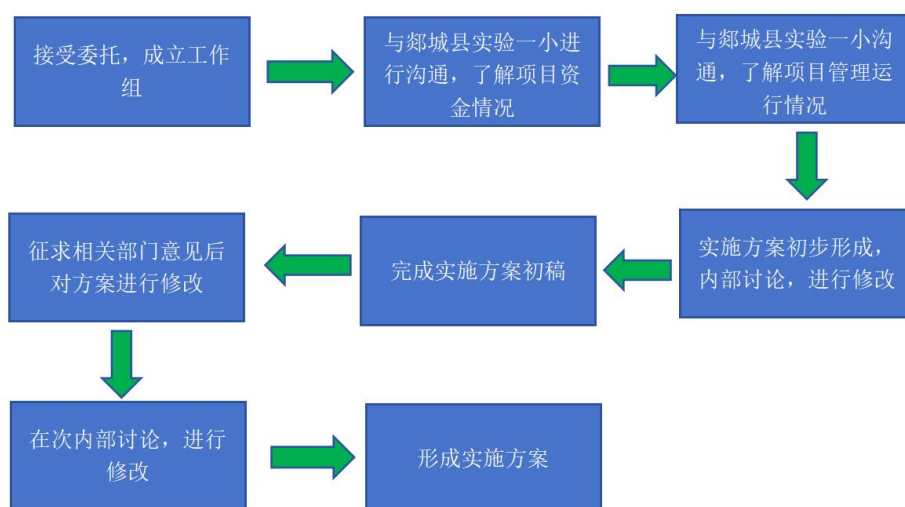 接受委托，成立工作
组
与郯城县实验一小进
行沟通，了解项目资
金情况
与郯城县实验一小沟
通，了解项目管理运
行情况
实施方案初步形成，
内部讨论，进行修改
完成实施方案初稿
征求相关部门意见后
对方案进行修改
在次内部讨论，进行
修改
形成实施方案